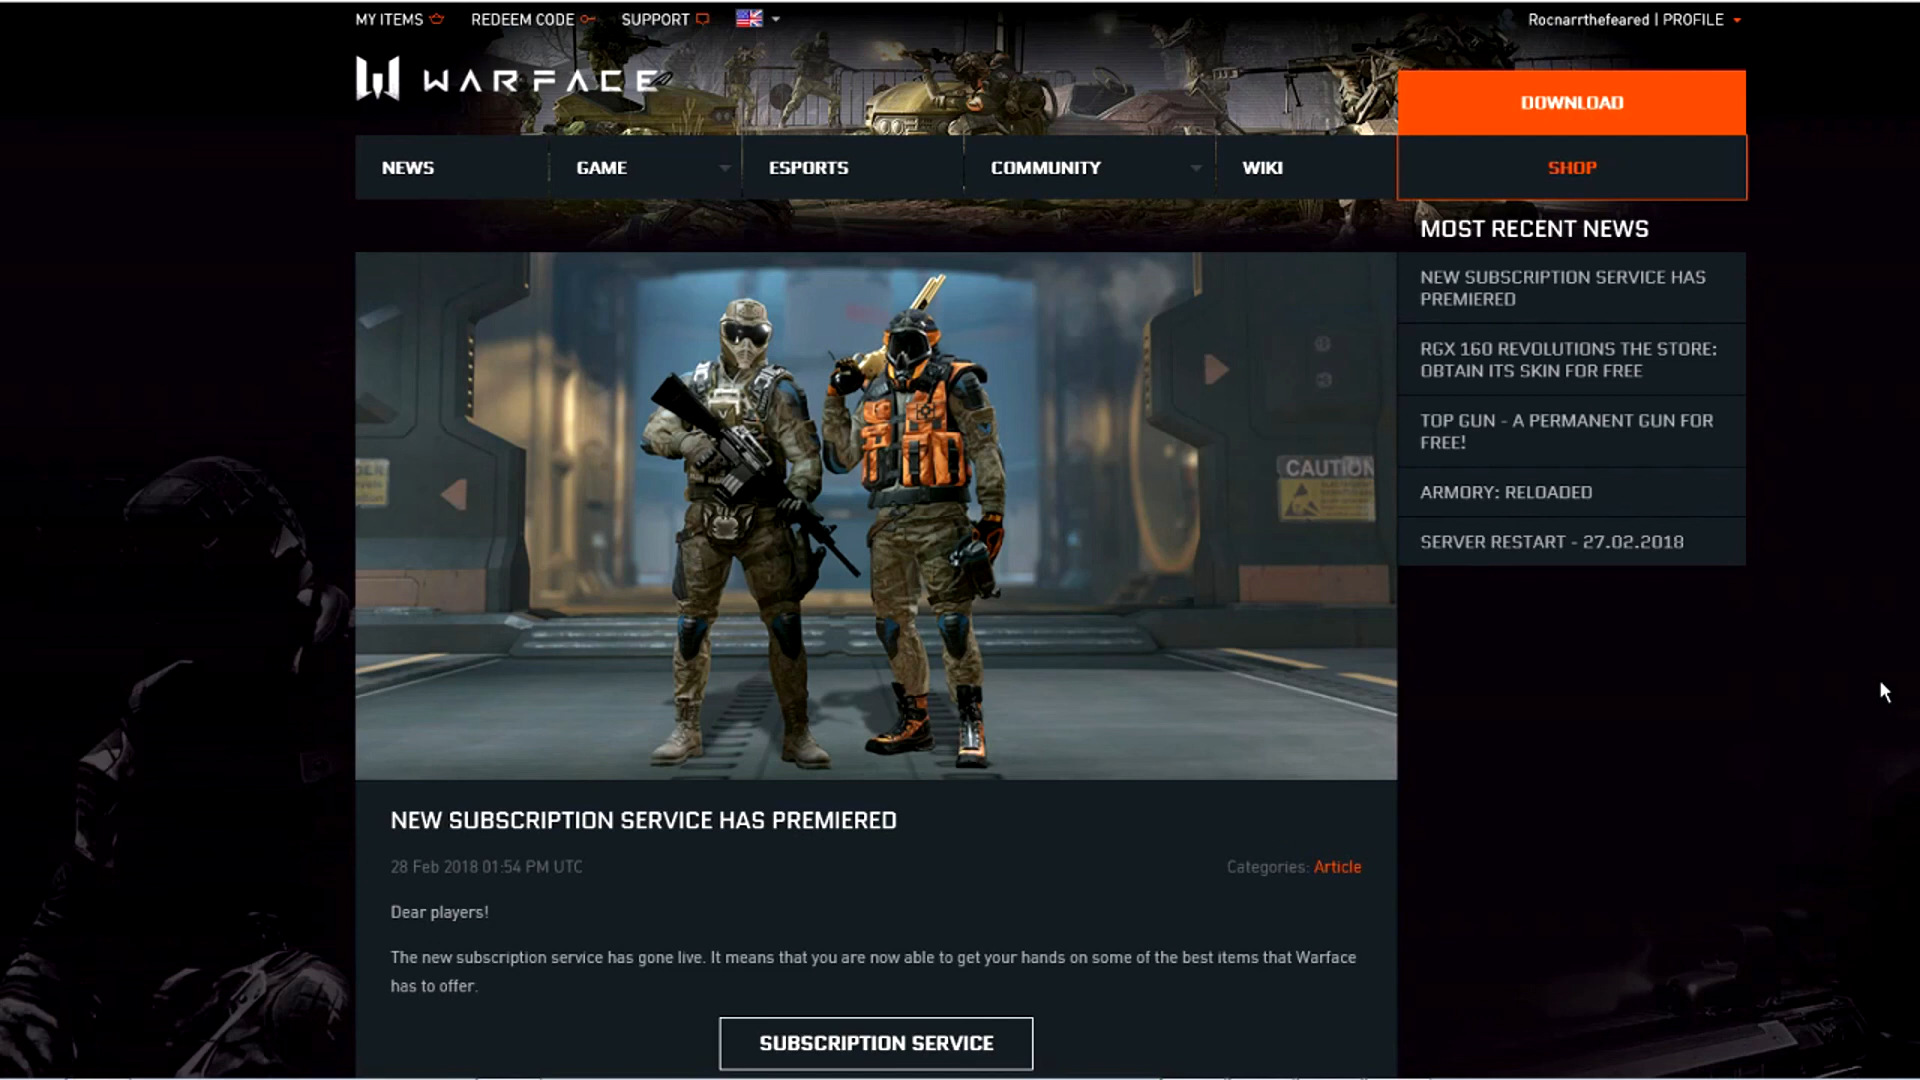 MY ITEMS
REDEEM CODE
SUPPORT
Rocnarrthefeared | PROFILE
WARFACE
DOWNLOAD
NEWS
GAME
ESPORTS
COMMUNITY
WIKI
SHOP
MOST RECENT NEWS
NEW SUBSCRIPTION SERVICE HAS
PREMIERED
RGX 160 REVOLUTIONS THE STORE:
OBTAIN ITS SKIN FOR FREE
TOP GUN - A PERMANENT GUN FOR
FREE!
ARMORY: RELOADED
SERVER RESTART - 27.02.2018
CAUTION
NEW SUBSCRIPTION SERVICE HAS PREMIERED
28 Feb 2018 01:54 PM UTC
Categories: Article
Dear players!
The new subscription service has gone live. It means that you are now able to get your hands on some of the best items that Warface
has to offer.
SUBSCRIPTION SERVICE